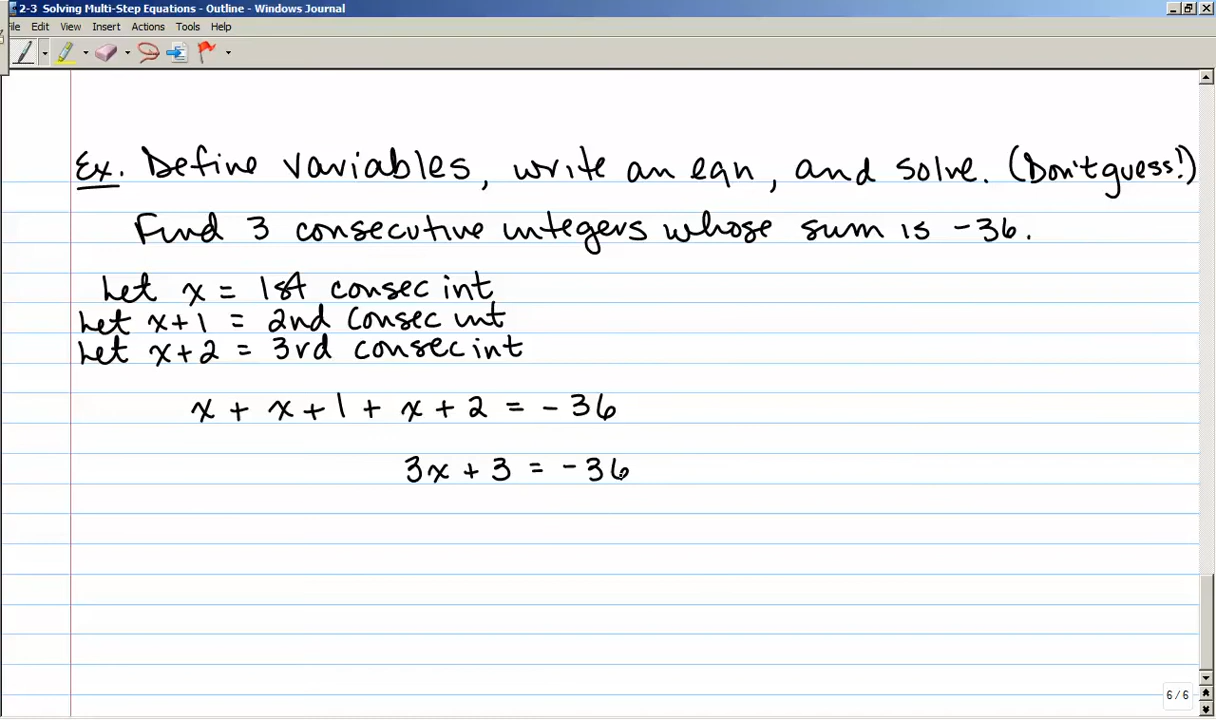 2-3 Solving Multi-Step Equations - Outline - Windows Journal
File Edit View Insert Actions Tools Help
Ex. Define variables, write an eqn, and solve. (Don't guess!)
Find 3 consecutive integers whose sum is -36.
Let x = 1st consec int
Let x+1 = 2nd consec int
Let x+2 = 3rd consec int
x + x+1 + x+2 = -36
3x + 3 = -36
6/6